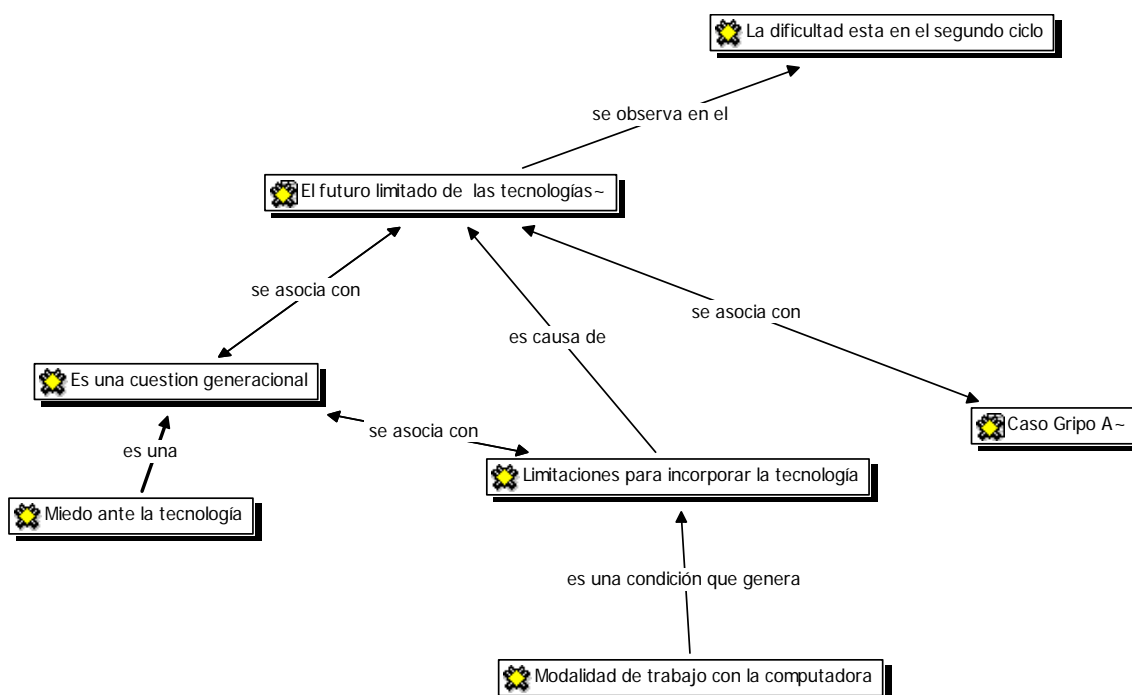 La dificultad esta en el segundo ciclo
se observa en el
El futuro limitado de las tecnologías~
se asocia con
se asocia con
es causa de
Es una cuestion generacional
Caso Gripo A~
se asocia con
es una
Limitaciones para incorporar la tecnología
Miedo ante la tecnología
es una condición que genera
Modalidad de trabajo con la computadora